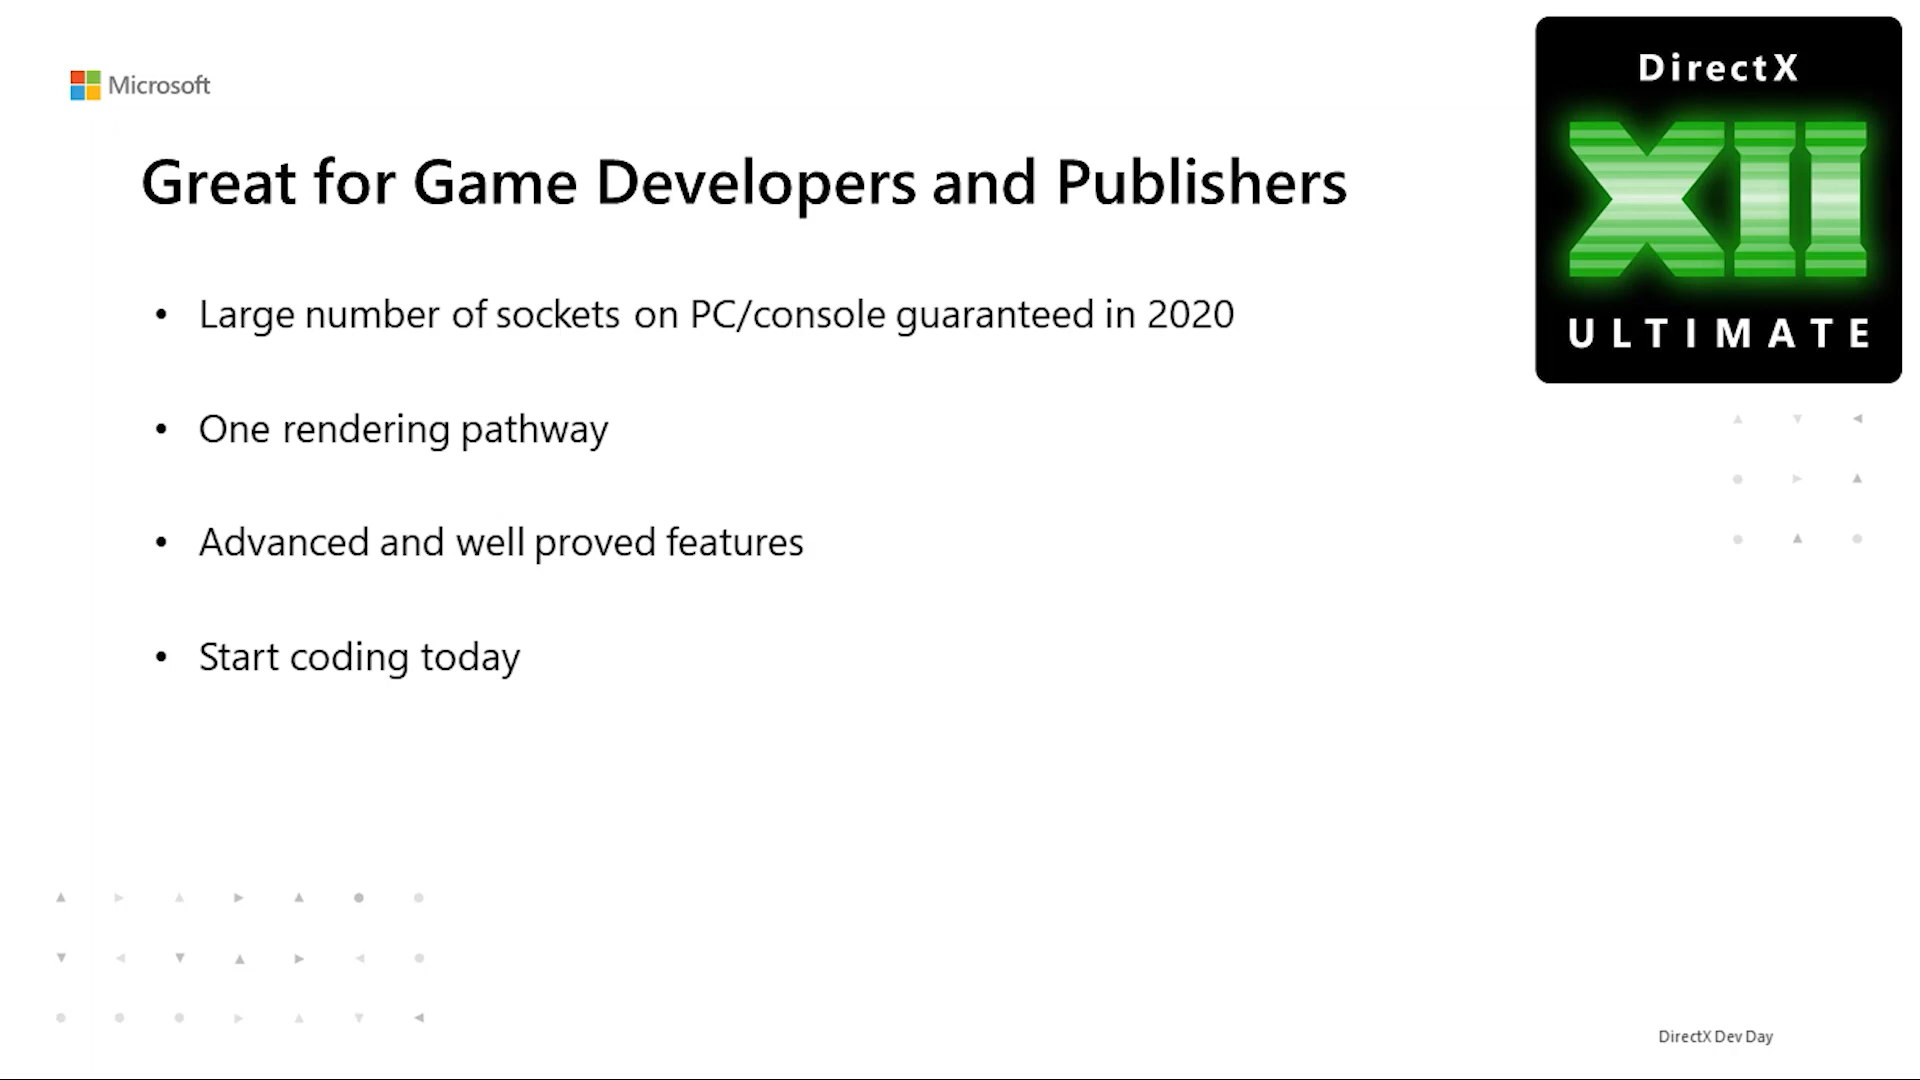 Microsoft
DirectX
XII
ULTIMATE
Great for Game Developers and Publishers
• Large number of sockets on PC/console guaranteed in 2020
• One rendering pathway
• Advanced and well proved features
• Start coding today
DirectX Dev Day